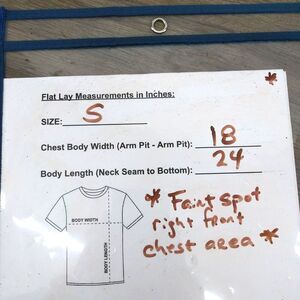 *
Flat Lay Measurements in Inches:
SIZE: S
Chest Body Width (Arm Pit - Arm Pit): 18
Body Length (Neck Seam to Bottom): 24
BODY WIDTH
BODY LENGTH
* Faint spot
right front
chest area *